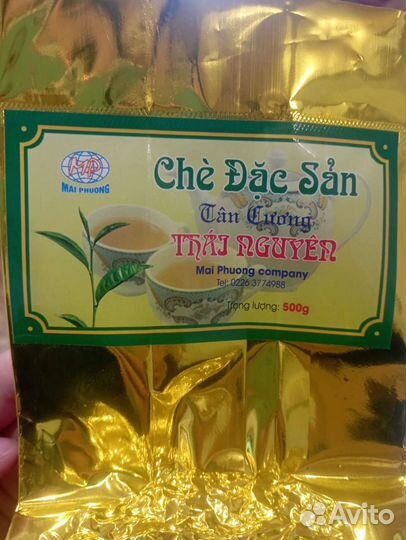 MP
MAI PHUONG
Chè Đặc Sản
Tân Cương
THÁI NGUYÊN
Mai Phuong company
Tel: 0226 3774988
Trọng lượng: 500g
Avito